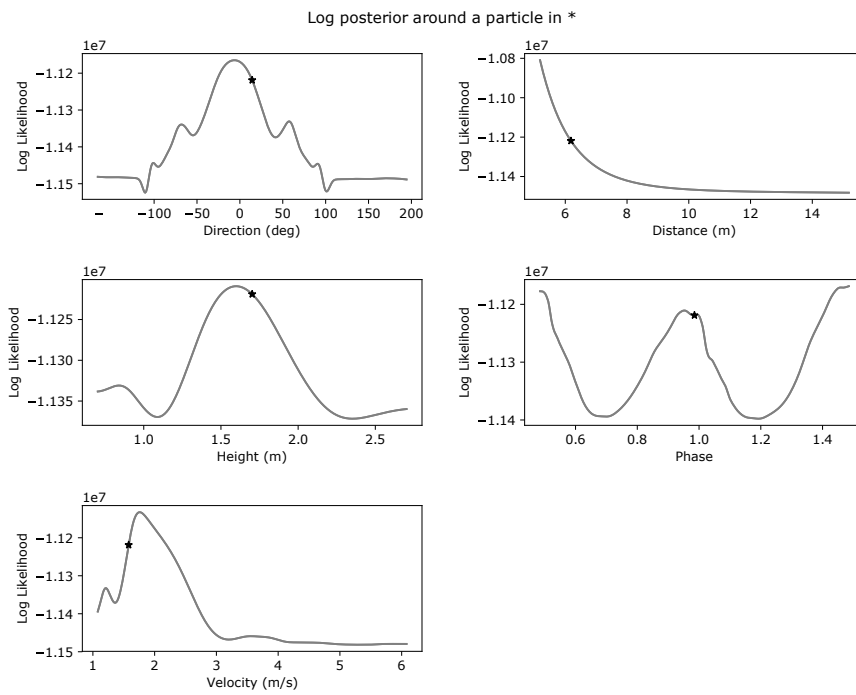 Log posterior around a particle in *
1e7
1e7
Log Likelihood
−1.12
−1.13
−1.14
−1.15
− −100 −50 0 50 100 150 200
Direction (deg)
Log Likelihood
−1.08
−1.10
−1.12
−1.14
6 8 10 12 14
Distance (m)
1e7
1e7
Log Likelihood
−1.125
−1.130
−1.135
1.0 1.5 2.0 2.5
Height (m)
Log Likelihood
−1.12
−1.13
−1.14
0.6 0.8 1.0 1.2 1.4
Phase
1e7
Log Likelihood
−1.12
−1.13
−1.14
−1.15
1 2 3 4 5 6
Velocity (m/s)